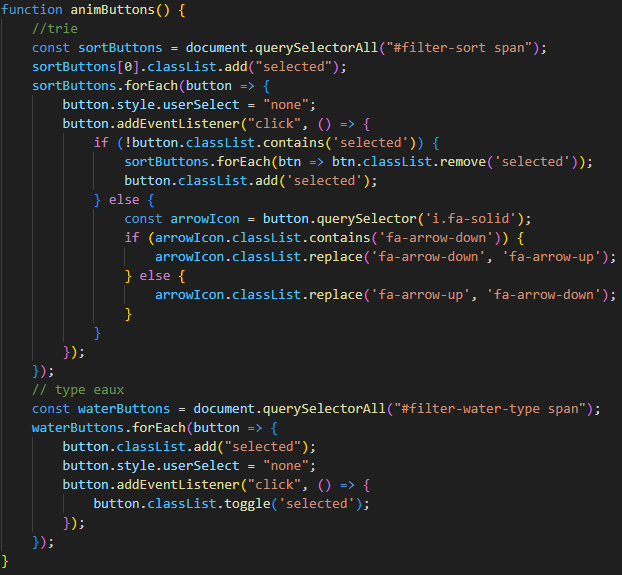 function animButtons() {
    //trie
    const sortButtons = document.querySelectorAll("#filter-sort span");
    sortButtons[0].classList.add("selected");
    sortButtons.forEach(button => {
        button.style.userSelect = "none";
        button.addEventListener("click", () => {
            if (!button.classList.contains('selected')) {
                sortButtons.forEach(btn => btn.classList.remove('selected'));
                button.classList.add('selected');
            } else {
                const arrowIcon = button.querySelector('i.fa-solid');
                if (arrowIcon.classList.contains('fa-arrow-down')) {
                    arrowIcon.classList.replace('fa-arrow-down', 'fa-arrow-up');
                } else {
                    arrowIcon.classList.replace('fa-arrow-up', 'fa-arrow-down');
                }
            }
        });
    });
    // type eaux
    const waterButtons = document.querySelectorAll("#filter-water-type span");
    waterButtons.forEach(button => {
        button.classList.add("selected");
        button.style.userSelect = "none";
        button.addEventListener("click", () => {
            button.classList.toggle('selected');
        });
    });
}